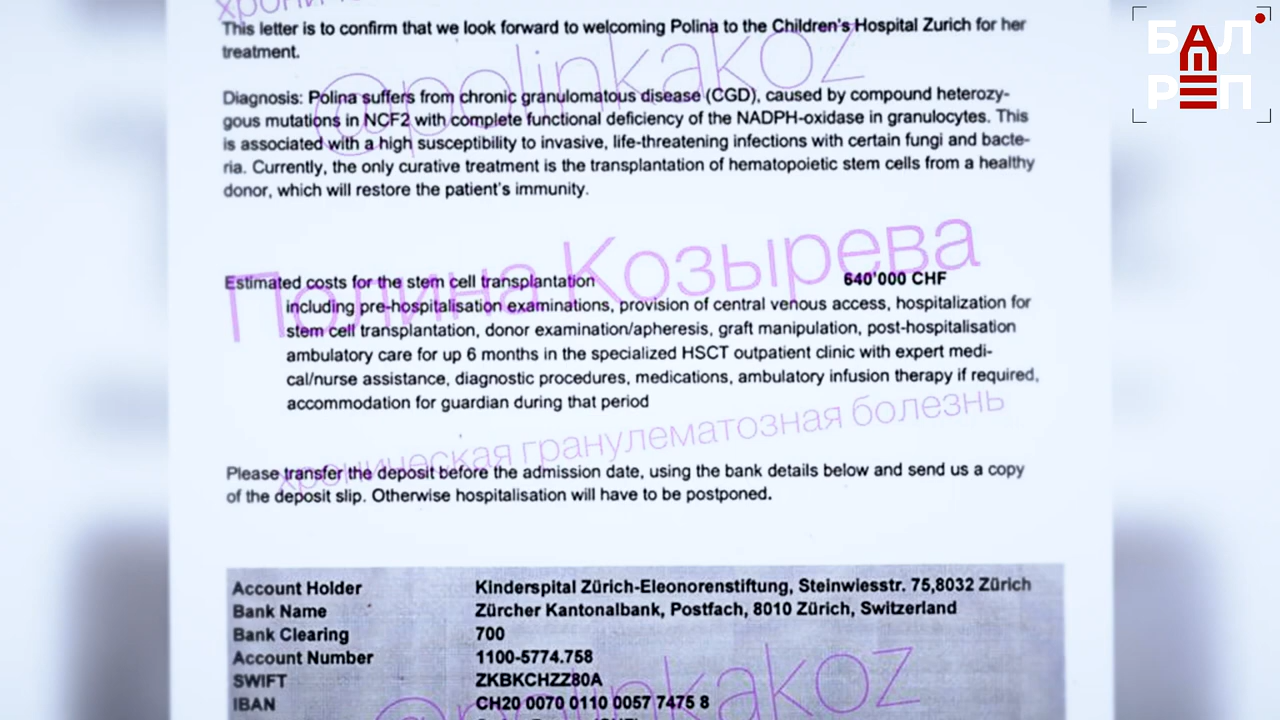 This letter is to confirm that we look forward to welcoming Polina to the Children's Hospital Zurich for her
treatment.
@polinkakoz
Diagnosis: Polina suffers from chronic granulomatous disease (CGD), caused by compound heterozy-
gous mutations in NCF2 with complete functional deficiency of the NADPH-oxidase in granulocytes. This
is associated with a high susceptibility to invasive, life-threatening infections with certain fungi and bacte-
ria. Currently, the only curative treatment is the transplantation of hematopoietic stem cells from a healthy
donor, which will restore the patient's immunity.
Полина Козырева
Estimated costs for the stem cell transplantation 640'000 CHF
including pre-hospitalisation examinations, provision of central venous access, hospitalization for
stem cell transplantation, donor examination/apheresis, graft manipulation, post-hospitalisation
ambulatory care for up 6 months in the specialized HSCT outpatient clinic with expert medi-
cal/nurse assistance, diagnostic procedures, medications, ambulatory infusion therapy if required,
accommodation for guardian during that period
хроническая гранулематозная болезнь
Please transfer the deposit before the admission date, using the bank details below and send us a copy
of the deposit slip. Otherwise hospitalisation will have to be postponed.
Account Holder Kinderspital Zürich-Eleonorenstiftung, Steinwiesstr. 75,8032 Zürich
Bank Name Zürcher Kantonalbank, Postfach, 8010 Zürich, Switzerland
Bank Clearing 700
Account Number 1100-5774.758
SWIFT ZKBKCHZZ80A
IBAN CH20 0070 0110 0057 7475 8
@polinkakoz
БАЛ
РЕП